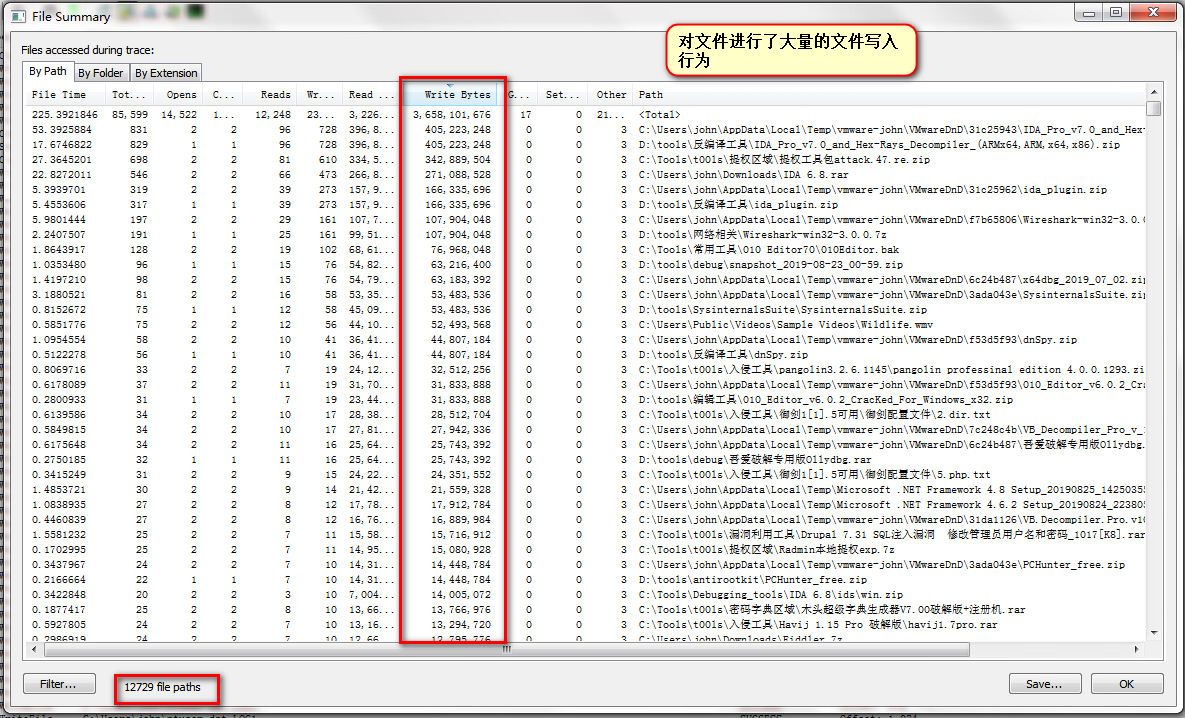 File Summary
Files accessed during trace:
对文件进行了大量的文件写入
行为
By Path By Folder By Extension
File Time Tot... Opens C... Reads Wr... Read ... Write Bytes G... Set... Other Path
225.3921846 85,599 14,522 1... 12,248 23... 3,226... 3,658,101,676 17 0 21... <Total>
53.3925884 831 2 2 96 728 396,8... 405,223,248 0 0 3 C:\Users\john\AppData\Local\Temp\vmware-john\VMwareDnD\31c25943\IDA_Pro_v7.0_and_Hex-
17.6746822 829 1 1 96 728 396,8... 405,223,248 0 0 3 D:\tools\反编译工具\IDA_Pro_v7.0_and_Hex-Rays_Decompiler_(ARMx64,ARM,x64,x86).zip
27.3645201 698 2 2 81 610 334,5... 342,889,504 0 0 3 C:\Tools\t00ls\提权区域\提权工具包attack.47.re.zip
22.8272011 546 2 2 66 473 266,8... 271,088,528 0 0 3 C:\Users\john\Downloads\IDA 6.8.rar
5.3939701 319 2 2 39 273 157,9... 166,335,696 0 0 3 C:\Users\john\AppData\Local\Temp\vmware-john\VMwareDnD\31c25962\ida_plugin.zip
5.4553606 317 1 1 39 273 157,9... 166,335,696 0 0 3 D:\tools\反编译工具\ida_plugin.zip
5.9801444 197 2 2 29 161 107,7... 107,904,048 0 0 3 C:\Users\john\AppData\Local\Temp\vmware-john\VMwareDnD\f7b65806\Wireshark-win32-3.0.0
2.2407507 191 1 1 25 161 99,51... 107,904,048 0 0 3 D:\tools\网络相关\Wireshark-win32-3.0.0.7z
1.8643917 128 2 2 19 102 68,61... 76,968,048 0 0 3 C:\Tools\常用工具\010 Editor70\010Editor.bak
1.0353480 96 1 1 15 76 54,82... 63,216,400 0 0 3 D:\tools\debug\snapshot_2019-08-23_00-59.zip
1.4197210 98 2 2 15 76 54,79... 63,183,392 0 0 3 C:\Users\john\AppData\Local\Temp\vmware-john\VMwareDnD\6c24b487\x64dbg_2019_07_02.zip
3.1880521 81 2 2 16 58 53,35... 53,483,536 0 0 3 C:\Users\john\AppData\Local\Temp\vmware-john\VMwareDnD\3ada043e\SysinternalsSuite.zip
0.8152672 75 1 1 12 58 45,09... 53,483,536 0 0 3 D:\tools\SysinternalsSuite\SysinternalsSuite.zip
0.5851776 75 2 2 12 56 44,10... 52,493,568 0 0 3 C:\Users\Public\Videos\Sample Videos\Wildlife.wmv
1.0954554 58 2 2 10 41 36,41... 44,807,184 0 0 3 C:\Users\john\AppData\Local\Temp\vmware-john\VMwareDnD\f53d5f93\dnSpy.zip
0.5122278 56 1 1 10 41 36,41... 44,807,184 0 0 3 D:\tools\反编译工具\dnSpy.zip
0.8069716 33 2 2 7 19 24,12... 32,512,256 0 0 3 C:\Tools\t00ls\入侵工具\pangolin3.2.6.1145\pangolin professinal edition 4.0.0.1293.zi
0.6178089 37 2 2 11 19 31,70... 31,833,888 0 0 3 C:\Users\john\AppData\Local\Temp\vmware-john\VMwareDnD\f53d5f93\010_Editor_v6.0.2_Cra
0.2800933 31 1 1 7 19 23,44... 31,833,888 0 0 3 D:\tools\编辑工具\010_Editor_v6.0.2_CracKed_For_Windows_x32.zip
0.6139586 34 2 2 10 17 28,38... 28,512,704 0 0 3 C:\Tools\t00ls\入侵工具\御剑1[1].5可用\御剑配置文件\2.dir.txt
0.5849815 34 2 2 10 17 27,81... 27,942,336 0 0 3 C:\Users\john\AppData\Local\Temp\vmware-john\VMwareDnD\7c248c4b\VB_Decompiler_Pro_v_
0.6175648 34 2 2 11 16 25,64... 25,743,392 0 0 3 C:\Users\john\AppData\Local\Temp\vmware-john\VMwareDnD\6c24b487\吾爱破解专用版Ollydbg.
0.2750185 32 1 1 11 16 25,64... 25,743,392 0 0 3 D:\tools\debug\吾爱破解专用版Ollydbg.rar
0.3415249 31 2 2 9 15 24,22... 24,351,552 0 0 3 C:\Tools\t00ls\入侵工具\御剑1[1].5可用\御剑配置文件\5.php.txt
1.4853721 30 2 2 9 14 21,42... 21,559,328 0 0 3 C:\Users\john\AppData\Local\Temp\Microsoft .NET Framework 4.8 Setup_20190825_14250355
1.0838935 27 2 2 8 12 17,78... 17,912,784 0 0 3 C:\Users\john\AppData\Local\Temp\Microsoft .NET Framework 4.6.2 Setup_20190824_223805
0.4460839 27 2 2 8 12 16,76... 16,889,984 0 0 3 C:\Users\john\AppData\Local\Temp\vmware-john\VMwareDnD\31da1126\VB.Decompiler.Pro.v10
1.5581232 25 2 2 7 11 15,58... 15,716,912 0 0 3 C:\Tools\t00ls\漏洞利用工具\Drupal 7.31 SQL注入漏洞 修改管理员用户名和密码_1017[K8].rar
0.1702995 25 2 2 7 11 14,95... 15,080,928 0 0 3 C:\Tools\t00ls\提权区域\Radmin本地提权exp.7z
0.3437967 24 2 2 7 10 14,31... 14,448,784 0 0 3 C:\Users\john\AppData\Local\Temp\vmware-john\VMwareDnD\3ada043e\PCHunter_free.zip
0.2166664 22 1 1 7 10 14,31... 14,448,784 0 0 3 D:\tools\antirootkit\PCHunter_free.zip
0.3422848 20 2 2 3 10 7,004... 14,005,072 0 0 3 C:\Tools\Debugging_tools\IDA 6.8\ids\win.zip
0.1877417 25 2 2 8 10 13,66... 13,766,976 0 0 3 C:\Tools\t00ls\密码字典区域\木头超级字典生成器V7.00破解版+注册机.rar
0.5927805 24 2 2 7 10 13,16... 13,294,720 0 0 3 C:\Tools\t00ls\入侵工具\Havij 1.15 Pro 破解版\havij1.7pro.rar
0.2986919 24 2 2 7 10 12,66... 12,795,776 0 0 3 C:\Users\john\Downloads\Fiddler.7z
Filter... 12729 file paths Save... OK